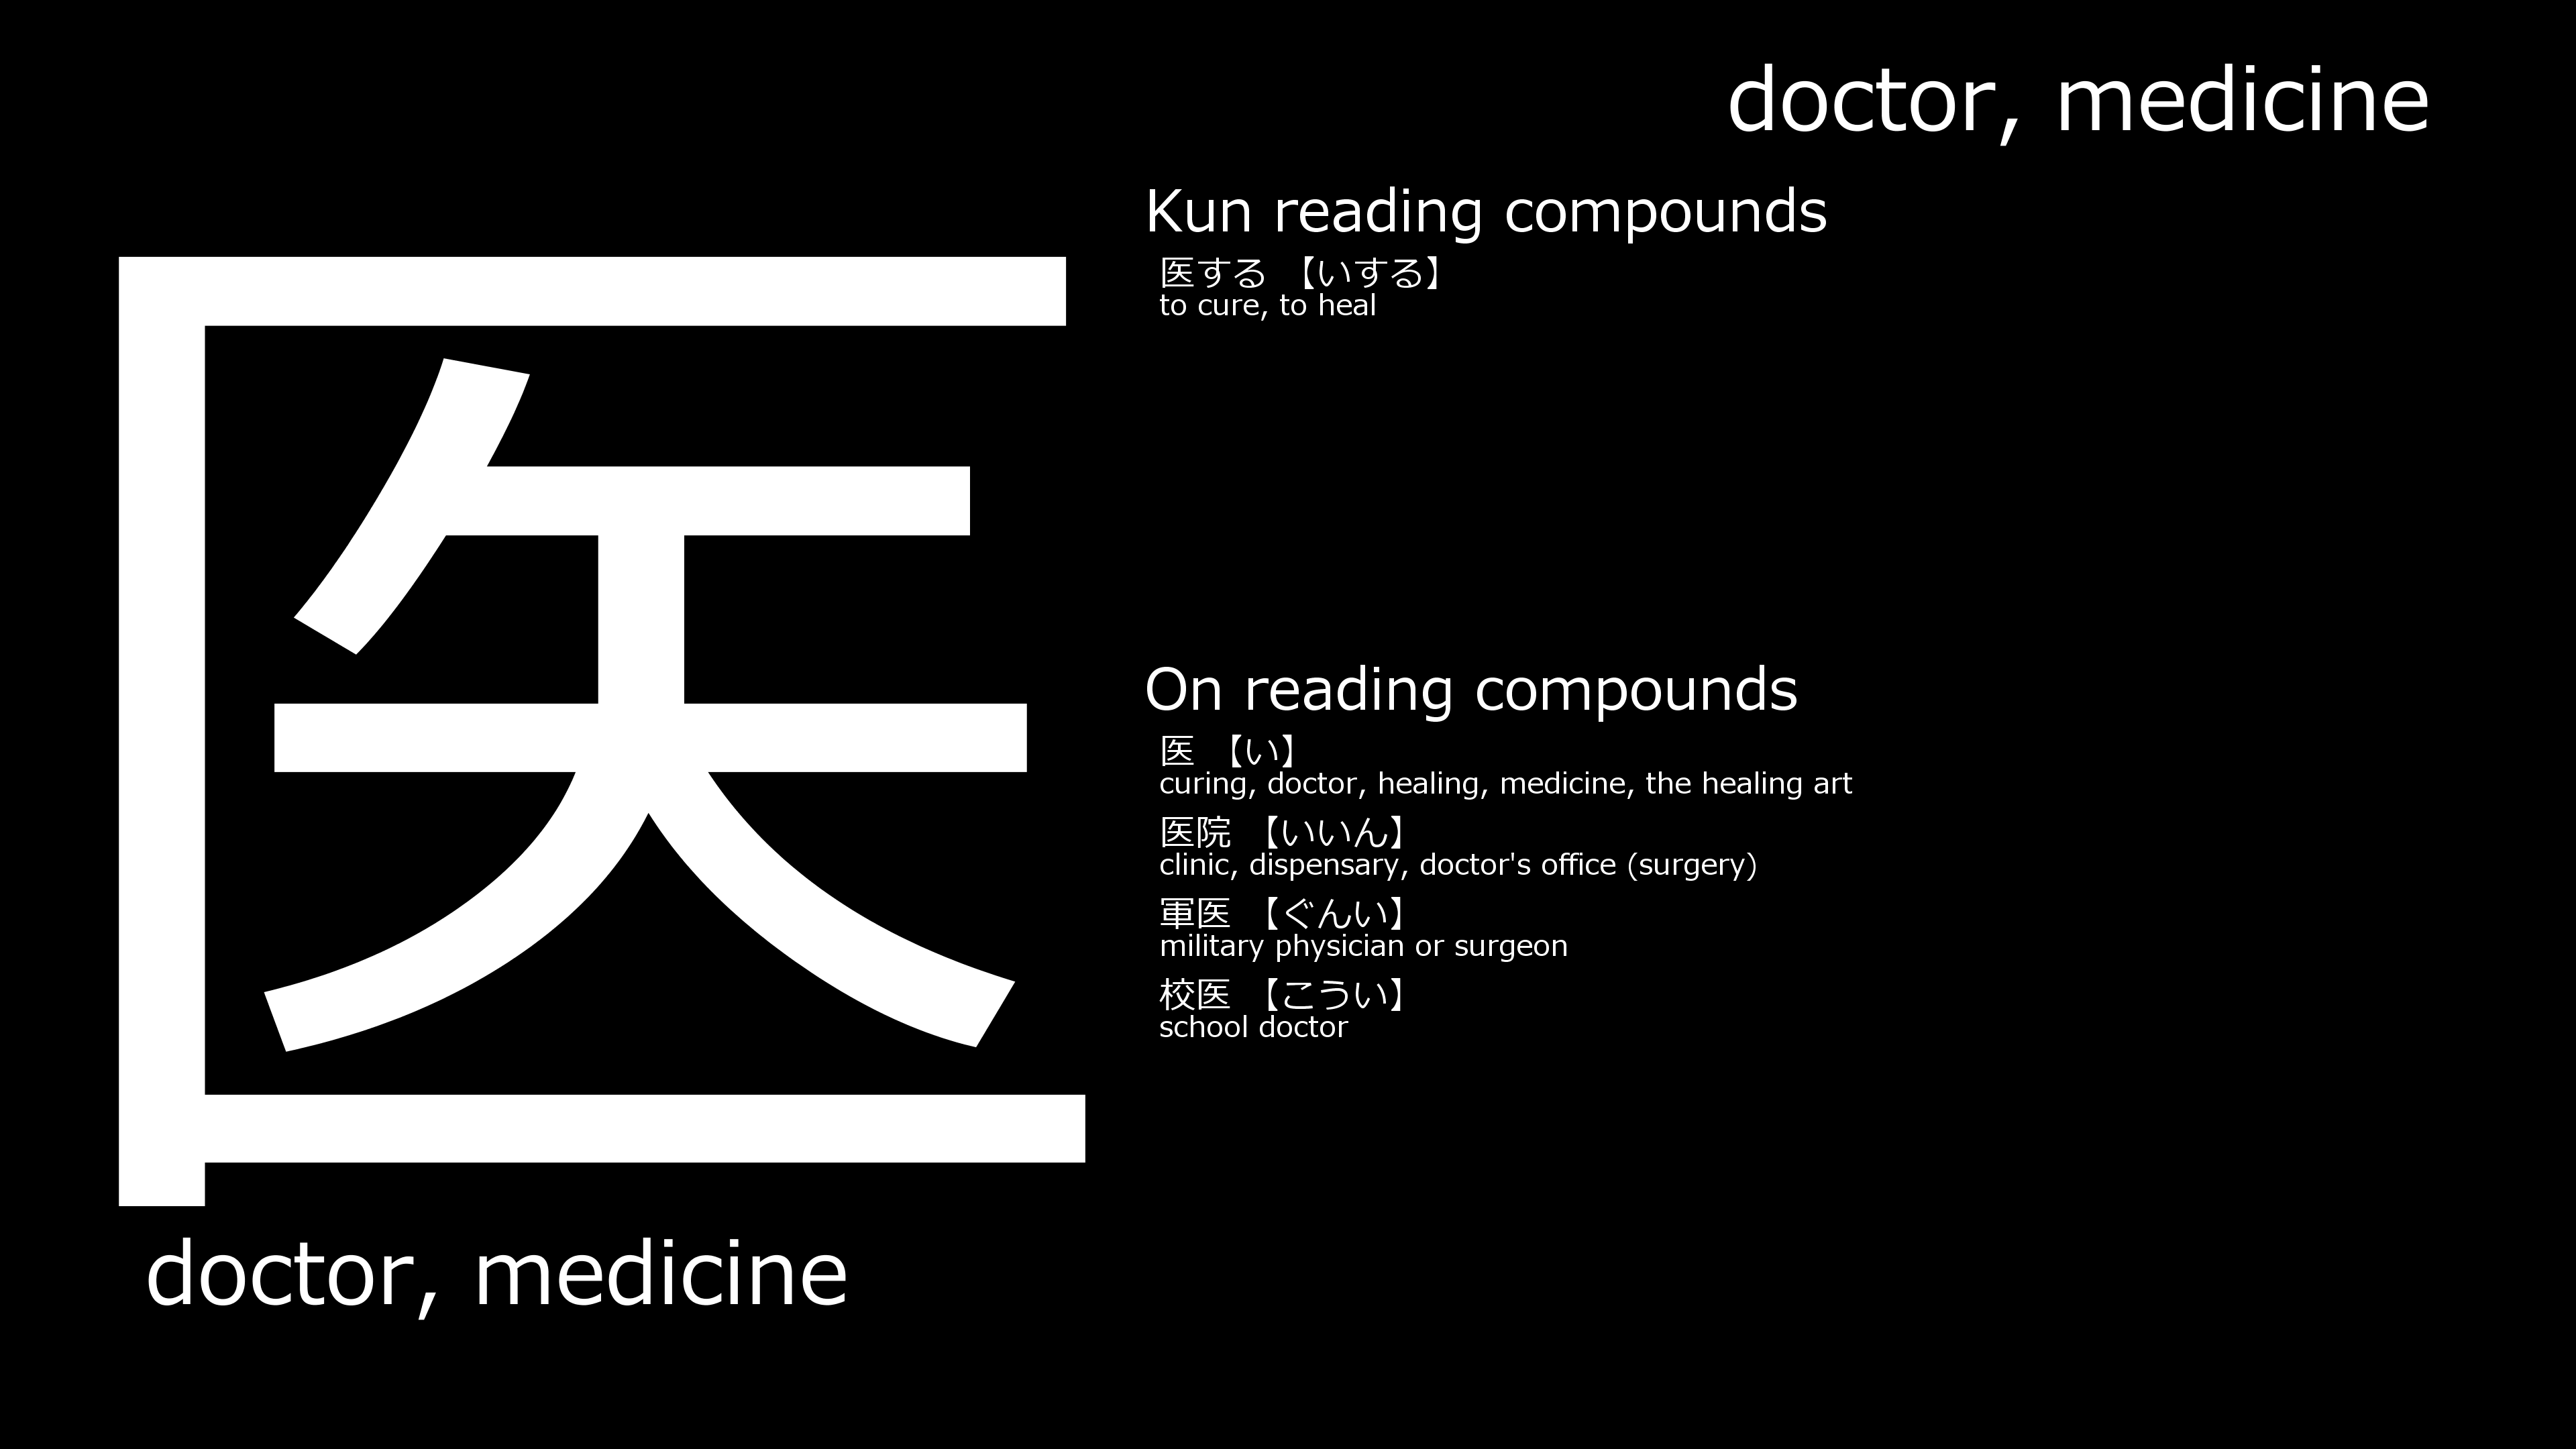 doctor, medicine
医
doctor, medicine
Kun reading compounds
医する 【いする】
to cure, to heal
On reading compounds
医 【い】
curing, doctor, healing, medicine, the healing art
医院 【いいん】
clinic, dispensary, doctor's office (surgery)
軍医 【ぐんい】
military physician or surgeon
校医 【こうい】
school doctor